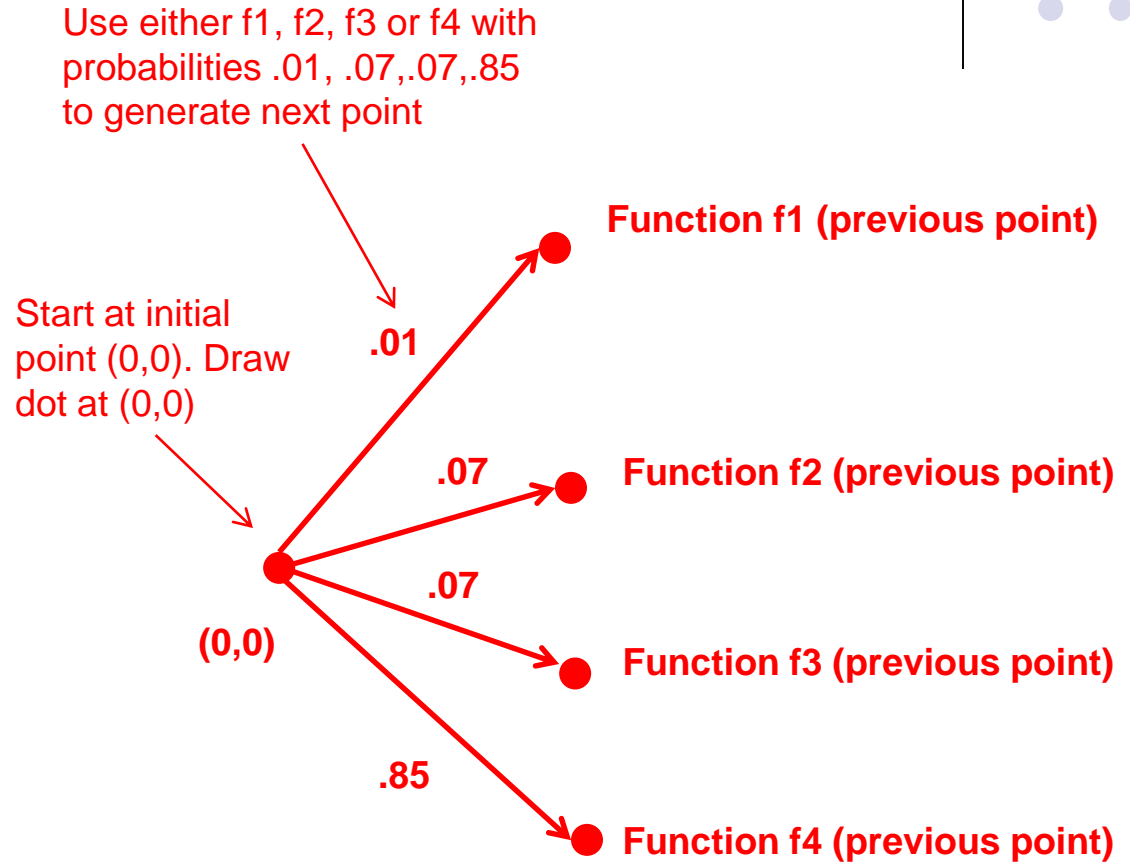 Use either f1, f2, f3 or f4 with
probabilities .01, .07,.07,.85
to generate next point
Function f1 (previous point)
Start at initial
point (0,0). Draw
dot at (0,0)
.01
.07
Function f2 (previous point)
.07
(0,0)
Function f3 (previous point)
.85
Function f4 (previous point)